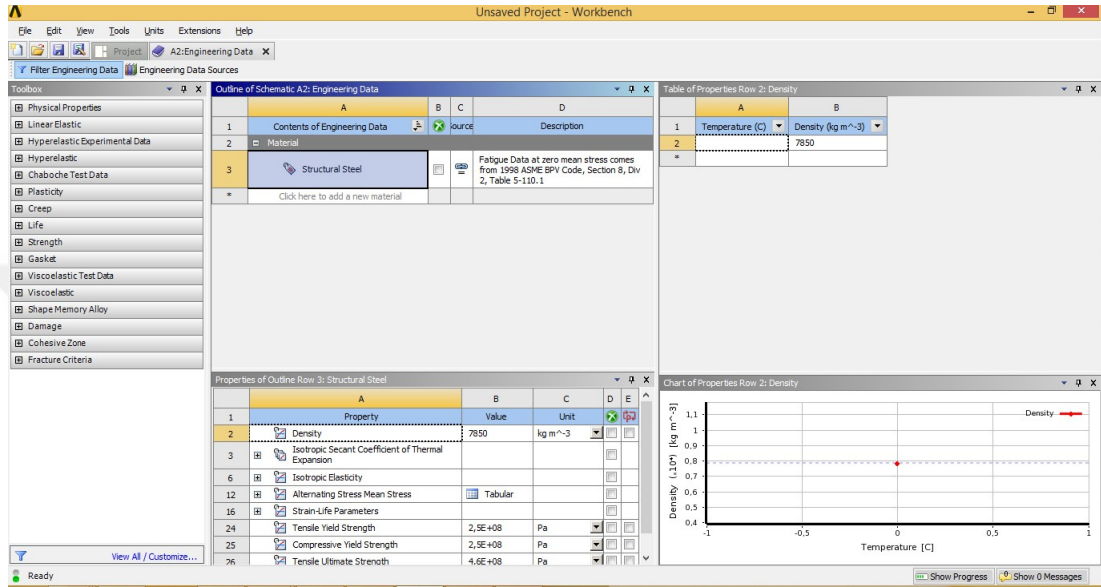 Unsaved Project - Workbench
File Edit View Tools Units Extensions Help
Project A2:Engineering Data
Filter Engineering Data Engineering Data Sources
Toolbox
Physical Properties
Linear Elastic
Hyperelastic Experimental Data
Hyperelastic
Chaboche Test Data
Plasticity
Creep
Life
Strength
Gasket
Viscoelastic Test Data
Viscoelastic
Shape Memory Alloy
Damage
Cohesive Zone
Fracture Criteria
View All / Customize...
Outline of Schematic A2: Engineering Data
A B C D
1 Contents of Engineering Data ource Description
2 Material
3 Structural Steel Fatigue Data at zero mean stress comes
from 1998 ASME BPV Code, Section 8, Div
2, Table 5-110.1
* Click here to add a new material
Properties of Outline Row 3: Structural Steel
A B C D E
1 Property Value Unit
2 Density 7850 kg m^-3
3 Isotropic Secant Coefficient of Thermal
Expansion
6 Isotropic Elasticity
12 Alternating Stress Mean Stress Tabular
16 Strain-Life Parameters
24 Tensile Yield Strength 2,5E+08 Pa
25 Compressive Yield Strength 2,5E+08 Pa
26 Tensile Ultimate Strength 4,6E+08 Pa
Table of Properties Row 2: Density
A B
1 Temperature (C) Density (kg m^-3)
2 7850
*
Chart of Properties Row 2: Density
Density (.10⁴) [kg m^-3]
1,1
1
0,9
0,8
0,7
0,6
0,5
0,4
Density
-1 -0,5 0 0,5 1
Temperature [C]
Ready
Show Progress Show 0 Messages